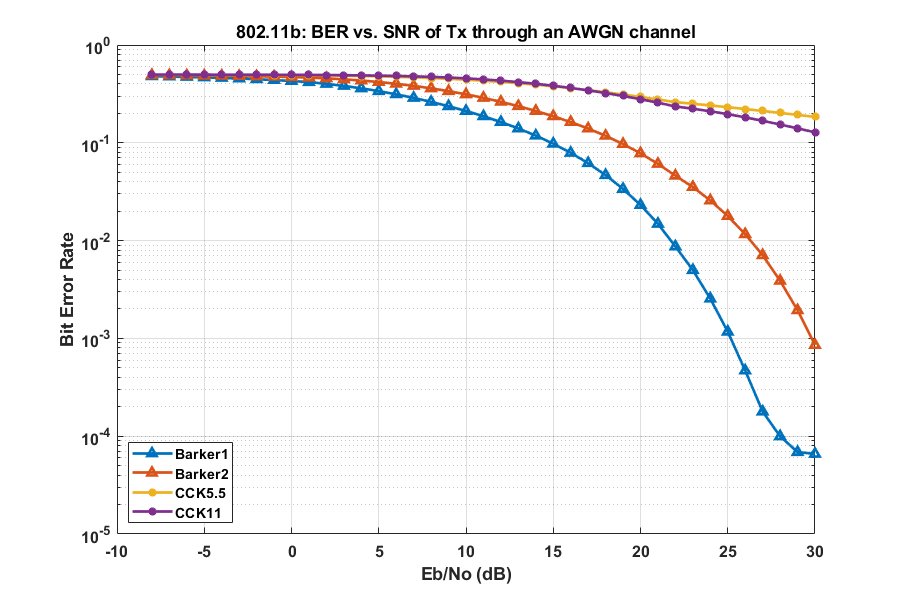 802.11b: BER vs. SNR of Tx through an AWGN channel
10^0
10^-1
10^-2
10^-3
10^-4
10^-5
Bit Error Rate
Barker1
Barker2
CCK5.5
CCK11
-10 -5 0 5 10 15 20 25 30
Eb/No (dB)